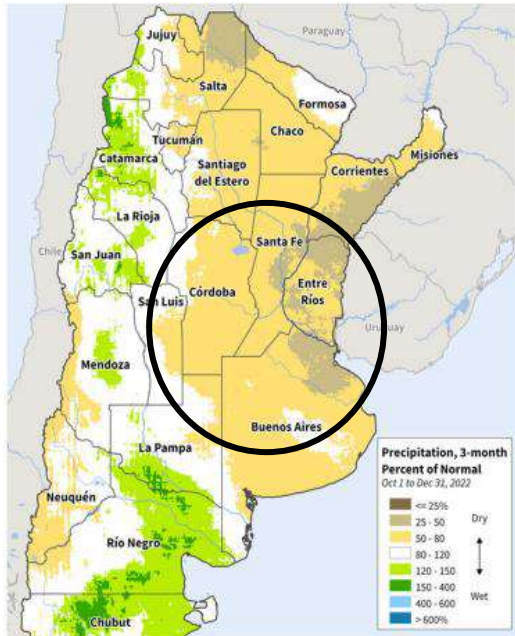 Jujuy
Paraguay
Salta
Formosa
Chaco
Tucumán
Misiones
Catamarca
Santiago
del Estero
Corrientes
La Rioja
Santa Fe
Chile
San Juan
Entre
Ríos
Córdoba
San Luis
Uruguay
Mendoza
Buenos Aires
La Pampa
Neuquén
Río Negro
Chubut
Precipitation, 3-month
Percent of Normal
Oct 1 to Dec 31, 2022
<= 25%
25 - 50
Dry
50 - 80
80 - 120
120 - 150
150 - 400
Wet
400 - 600
> 600%